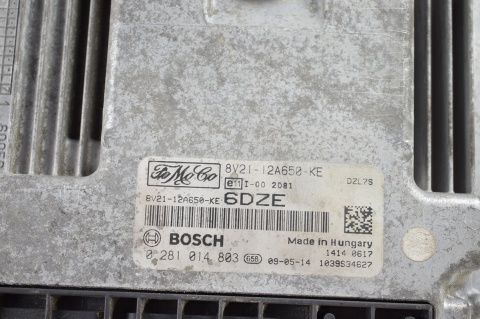 FoMoCo 8V21-12A650-KE
e11 I-00 2081 DZL7S
8V21-12A650-KE 6DZE
BOSCH Made in Hungary
1414 0617
0 281 014 803 658 09-05-14 1039S34627